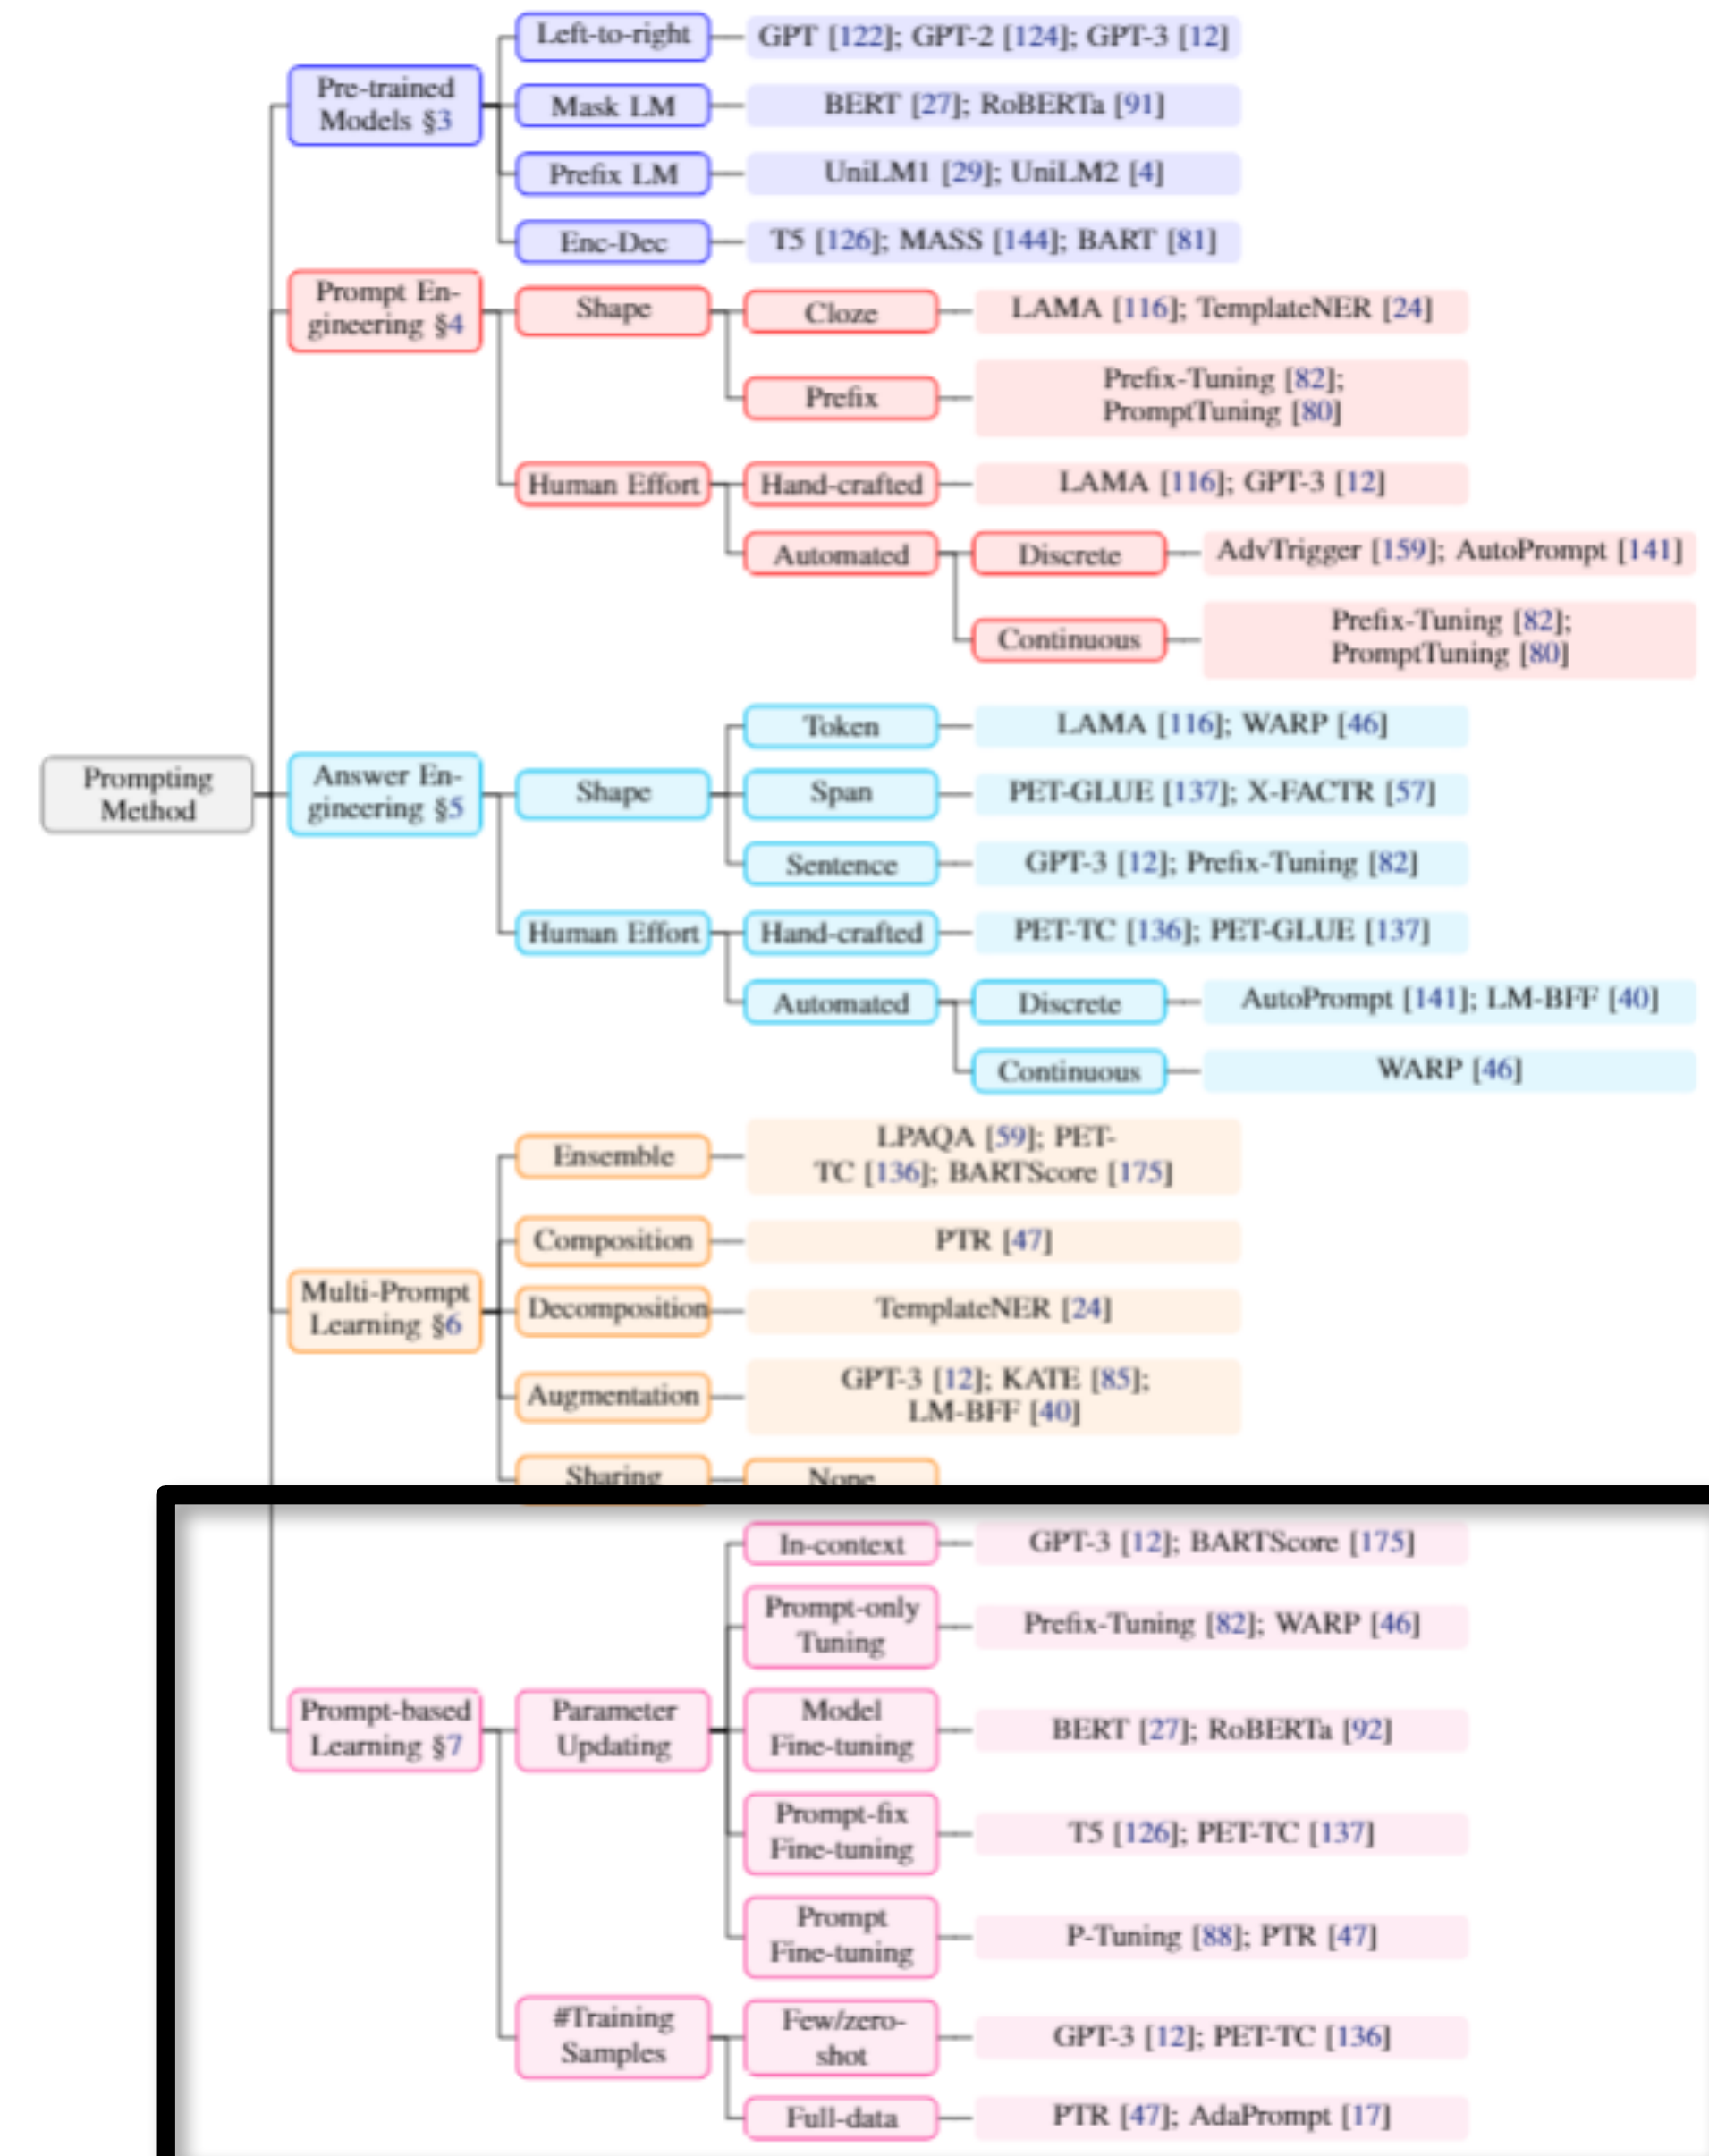 Left-to-right
GPT [122]; GPT-2 [124]; GPT-3 [12]
Pre-trained
Models §3
Mask LM
BERT [27]; RoBERTa [91]
Prefix LM
UniLM1 [29]; UniLM2 [4]
Enc-Dec
T5 [126]; MASS [144]; BART [81]
Prompt En-
gineering §4
Shape
Cloze
LAMA [116]; TemplateNER [24]
Prefix
Prefix-Tuning [82];
PromptTuning [80]
Human Effort
Hand-crafted
LAMA [116]; GPT-3 [12]
Automated
Discrete
AdvTrigger [159]; AutoPrompt [141]
Continuous
Prefix-Tuning [82];
PromptTuning [80]
Prompting
Method
Answer En-
gineering §5
Shape
Token
LAMA [116]; WARP [46]
Span
PET-GLUE [137]; X-FACTR [57]
Sentence
GPT-3 [12]; Prefix-Tuning [82]
Human Effort
Hand-crafted
PET-TC [136]; PET-GLUE [137]
Automated
Discrete
AutoPrompt [141]; LM-BFF [40]
Continuous
WARP [46]
Multi-Prompt
Learning §6
Ensemble
LPAQA [59]; PET-
TC [136]; BARTScore [175]
Composition
PTR [47]
Decomposition
TemplateNER [24]
Augmentation
GPT-3 [12]; KATE [85];
LM-BFF [40]
Sharing
None
Prompt-based
Learning §7
Parameter
Updating
In-context
GPT-3 [12]; BARTScore [175]
Prompt-only
Tuning
Prefix-Tuning [82]; WARP [46]
Model
Fine-tuning
BERT [27]; RoBERTa [92]
Prompt-fix
Fine-tuning
T5 [126]; PET-TC [137]
Prompt
Fine-tuning
P-Tuning [88]; PTR [47]
#Training
Samples
Few/zero-
shot
GPT-3 [12]; PET-TC [136]
Full-data
PTR [47]; AdaPrompt [17]